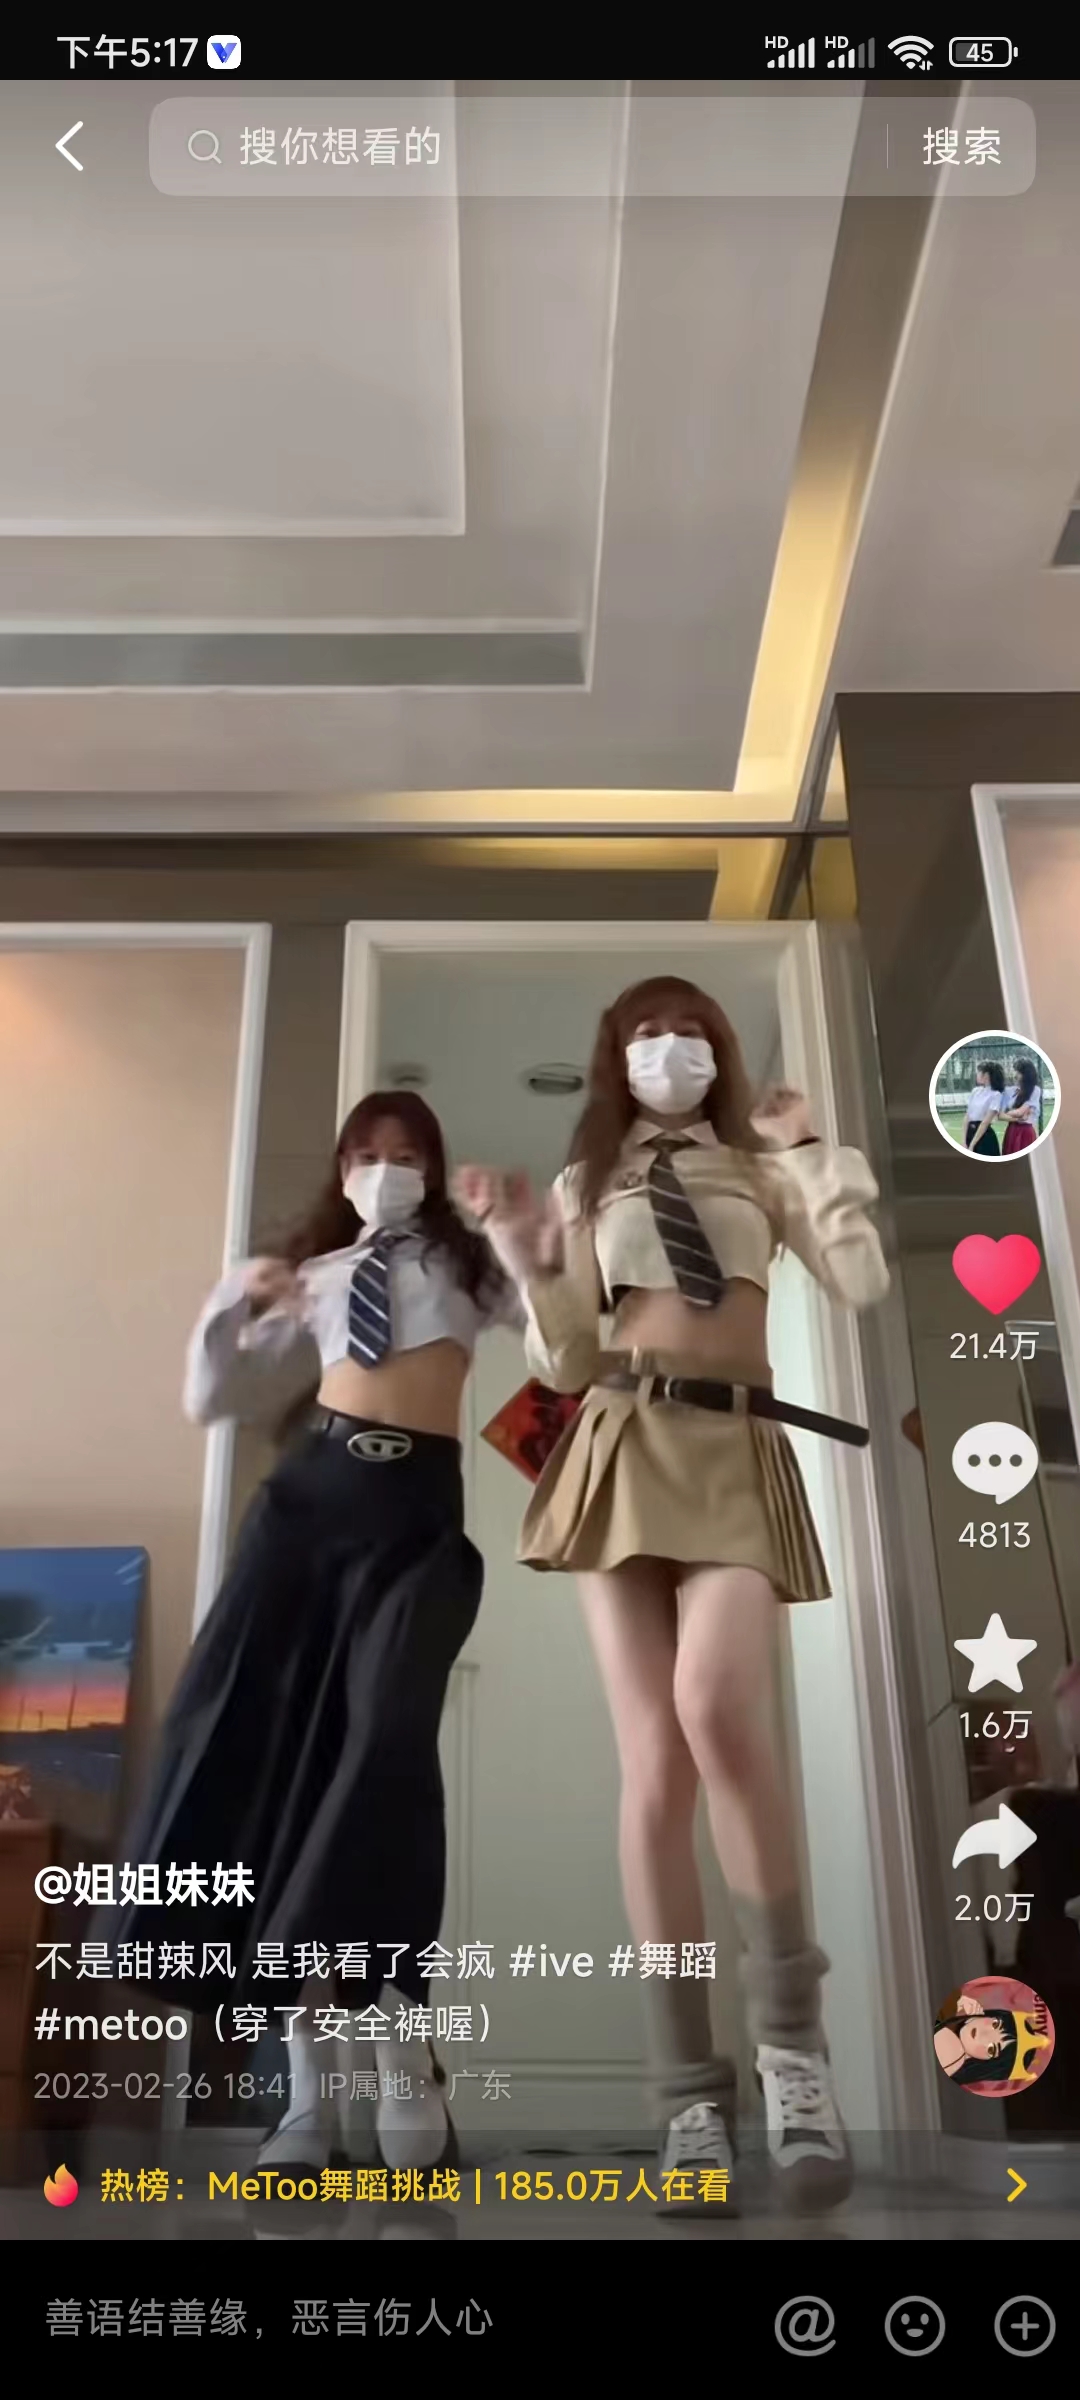 下午5:17
HD HD 45
搜你想看的 搜索
21.4万
4813
1.6万
2.0万
@姐姐妹妹
不是甜辣风 是我看了会疯 #ive #舞蹈
#metoo（穿了安全裤喔）
2023-02-26 18:41 IP属地：广东
热榜：MeToo舞蹈挑战 | 185.0万人在看
善语结善缘，恶言伤人心